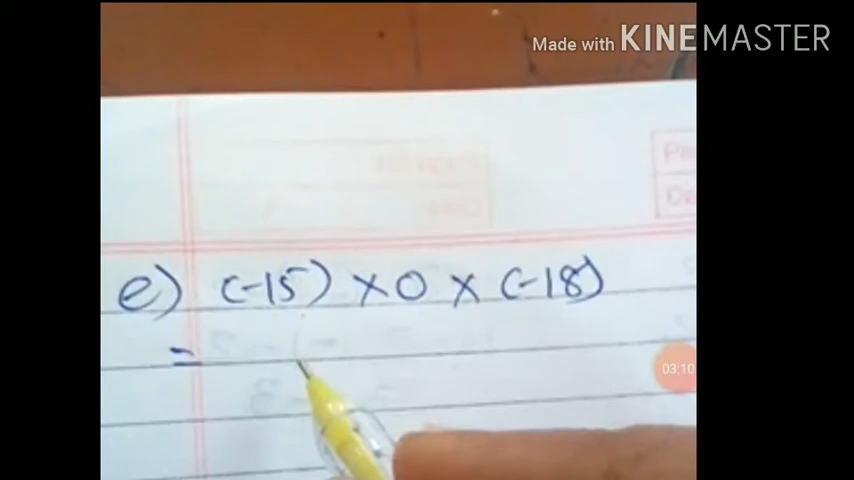 Made with KINEMASTER
e) (-15) × 0 × (-18)
=
03:10